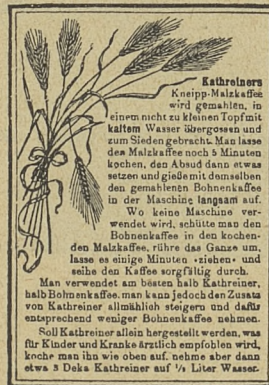 Kathreiners
Kneipp-Malzkaffee
wird gemahlen, in
einem nicht zu kleinen Topf mit
kaltem Wasser übergossen und
zum Sieden gebracht. Man lasse
den Malzkaffee noch 5 Minuten
kochen, den Absud dann etwas
setzen und gieße mit demselben
den gemahlenen Bohnenkaffee
in der Maschine langsam auf.
Wo keine Maschine ver-
wendet wird, schütte man den
Bohnenkaffee in den kochen-
den Malzkaffee, rühre das Ganze um,
lasse es einige Minuten »ziehen« und
seihe den Kaffee sorgfältig durch.
Man verwendet am besten halb Kathreiner,
halb Bohnenkaffee. man kann jedoch den Zusatz
von Kathreiner allmählich steigern und dafür
entsprechend weniger Bohnenkaffee nehmen.
Soll Kathreiner allein hergestellt werden, was
für Kinder und Kranke ärztlich empfohlen wird,
koche man ihn wie oben auf. nehme aber dann
etwa 3 Deka Kathreiner auf ½ Liter Wasser.